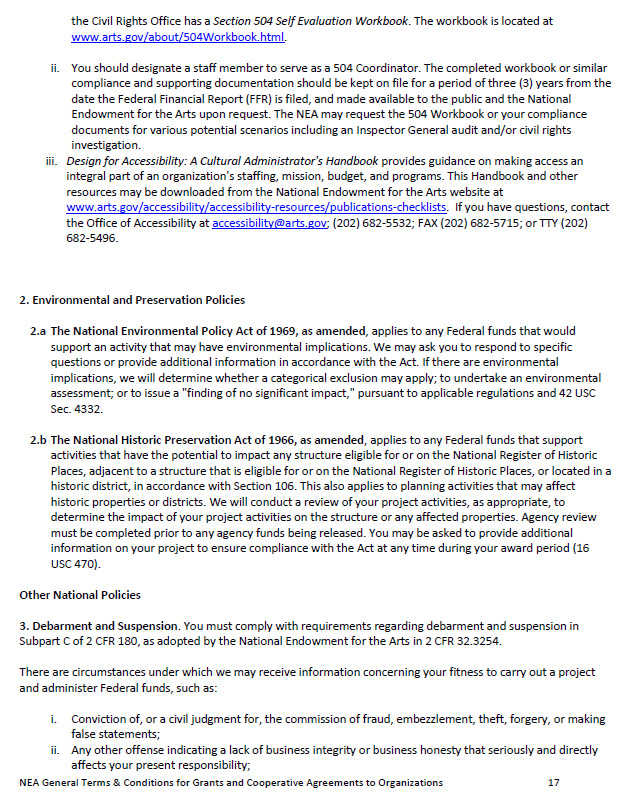 the Civil Rights Office has a Section 504 Self Evaluation Workbook. The workbook is located at
www.arts.gov/about/504Workbook.html.
ii. You should designate a staff member to serve as a 504 Coordinator. The completed workbook or similar
compliance and supporting documentation should be kept on file for a period of three (3) years from the
date the Federal Financial Report (FFR) is filed, and made available to the public and the National
Endowment for the Arts upon request. The NEA may request the 504 Workbook or your compliance
documents for various potential scenarios including an Inspector General audit and/or civil rights
investigation.
iii. Design for Accessibility: A Cultural Administrator's Handbook provides guidance on making access an
integral part of an organization's staffing, mission, budget, and programs. This Handbook and other
resources may be downloaded from the National Endowment for the Arts website at
www.arts.gov/accessibility/accessibility-resources/publications-checklists. If you have questions, contact
the Office of Accessibility at accessibility@arts.gov; (202) 682-5532; FAX (202) 682-5715; or TTY (202)
682-5496.
2. Environmental and Preservation Policies
2.a The National Environmental Policy Act of 1969, as amended, applies to any Federal funds that would
support an activity that may have environmental implications. We may ask you to respond to specific
questions or provide additional information in accordance with the Act. If there are environmental
implications, we will determine whether a categorical exclusion may apply; to undertake an environmental
assessment; or to issue a "finding of no significant impact," pursuant to applicable regulations and 42 USC
Sec. 4332.
2.b The National Historic Preservation Act of 1966, as amended, applies to any Federal funds that support
activities that have the potential to impact any structure eligible for or on the National Register of Historic
Places, adjacent to a structure that is eligible for or on the National Register of Historic Places, or located in a
historic district, in accordance with Section 106. This also applies to planning activities that may affect
historic properties or districts. We will conduct a review of your project activities, as appropriate, to
determine the impact of your project activities on the structure or any affected properties. Agency review
must be completed prior to any agency funds being released. You may be asked to provide additional
information on your project to ensure compliance with the Act at any time during your award period (16
USC 470).
Other National Policies
3. Debarment and Suspension. You must comply with requirements regarding debarment and suspension in
Subpart C of 2 CFR 180, as adopted by the National Endowment for the Arts in 2 CFR 32.3254.
There are circumstances under which we may receive information concerning your fitness to carry out a project
and administer Federal funds, such as:
i. Conviction of, or a civil judgment for, the commission of fraud, embezzlement, theft, forgery, or making
false statements;
ii. Any other offense indicating a lack of business integrity or business honesty that seriously and directly
affects your present responsibility;
NEA General Terms & Conditions for Grants and Cooperative Agreements to Organizations 17